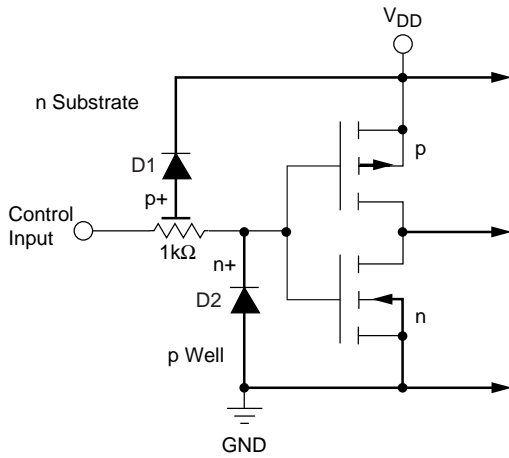 VDD
n Substrate
D1
p
p+
Control
Input
1kΩ
n+
D2
n
p Well
GND